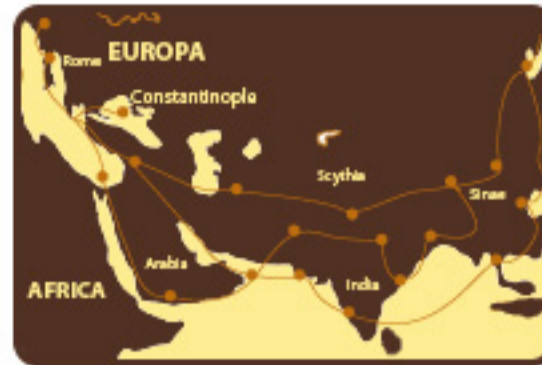 EUROPA
Rome
Constantinople
Scythia
Sinae
Arabia
India
AFRICA